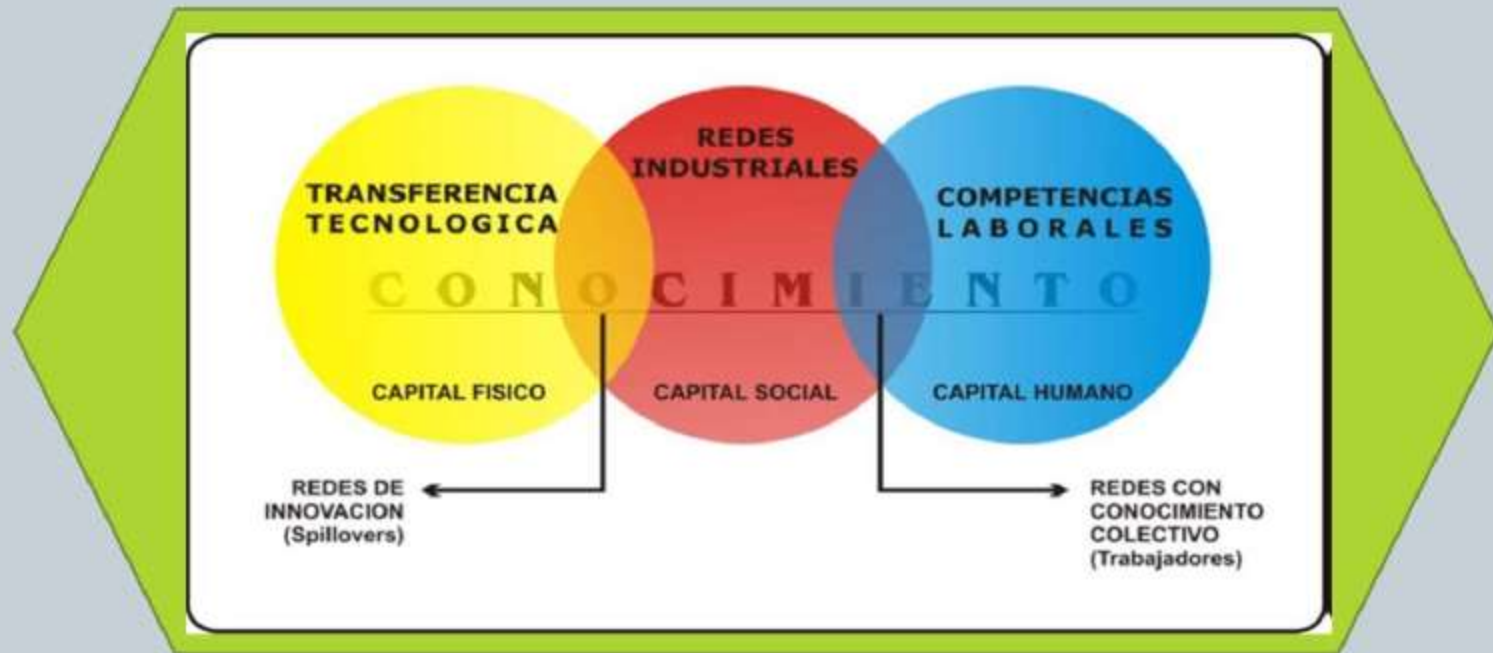 TRANSFERENCIA
TECNOLOGICA
REDES
INDUSTRIALES
COMPETENCIAS
LABORALES
CONOCIMIENTO
CAPITAL FISICO
CAPITAL SOCIAL
CAPITAL HUMANO
REDES DE
INNOVACION
(Spillovers)
REDES CON
CONOCIMIENTO
COLECTIVO
(Trabajadores)